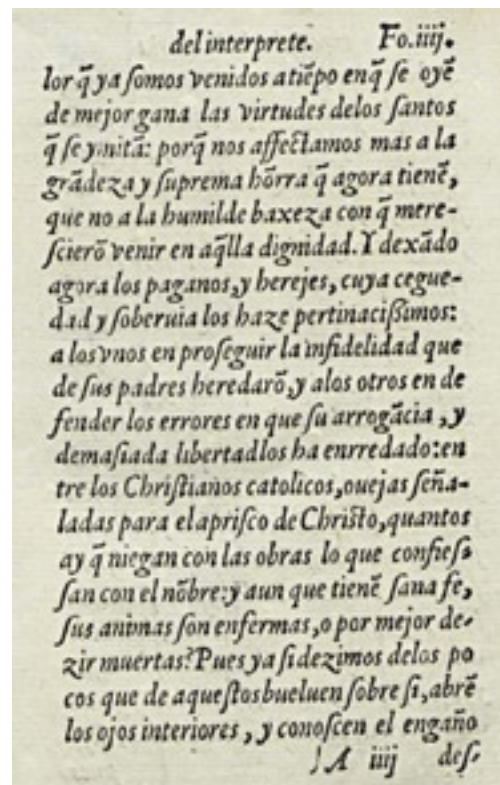 del interprete. Fo.iiij.
lor q̃ ya ſomos venidos a tiẽpo en q̃ ſe oyẽ
de mejor gana las virtudes delos ſantos
q̃ ſe ymitã: porq̃ nos affectamos mas a la
grãdeza y ſuprema hõrra q̃ agora tienẽ,
que no a la humilde baxeza con q̃ mere-
ſcierõ venir en aq̃lla dignidad. Y dexãdo
agora los paganos, y herejes, cuya cegue-
dad y ſoberuia los haze pertinacißimos:
a los vnos en proſeguir la infidelidad que
de ſus padres heredarõ, y alos otros en de
fender los errores en que ſu arrogãcia, y
demaſiada libertad los ha enrredado: en
tre los Chriſtianos catolicos, ouejas ſeña-
ladas para el apriſco de Chriſto, quantos
ay q̃ niegan con las obras lo que confieſ-
ſan con el nõbre: y aun que tienẽ ſana fe,
ſus animas ſon enfermas, o por mejor de-
zir muertas? Pues ya ſi dezimos delos po
cos que de aqueſtos bueluen ſobre ſi, abrẽ
los ojos interiores, y conoſcen el engaño
A iiij deſ-